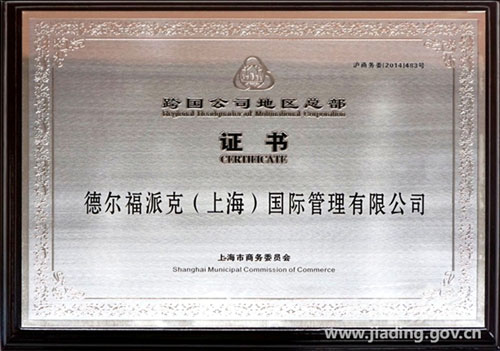 沪商务委[2014]483号
跨国公司地区总部
Regional Headquarter of Multinational Corporation
证书
CERTIFICATE
德尔福派克（上海）国际管理有限公司
上海市商务委员会
Shanghai Municipal Commission of Commerce
www.jiading.gov.cn